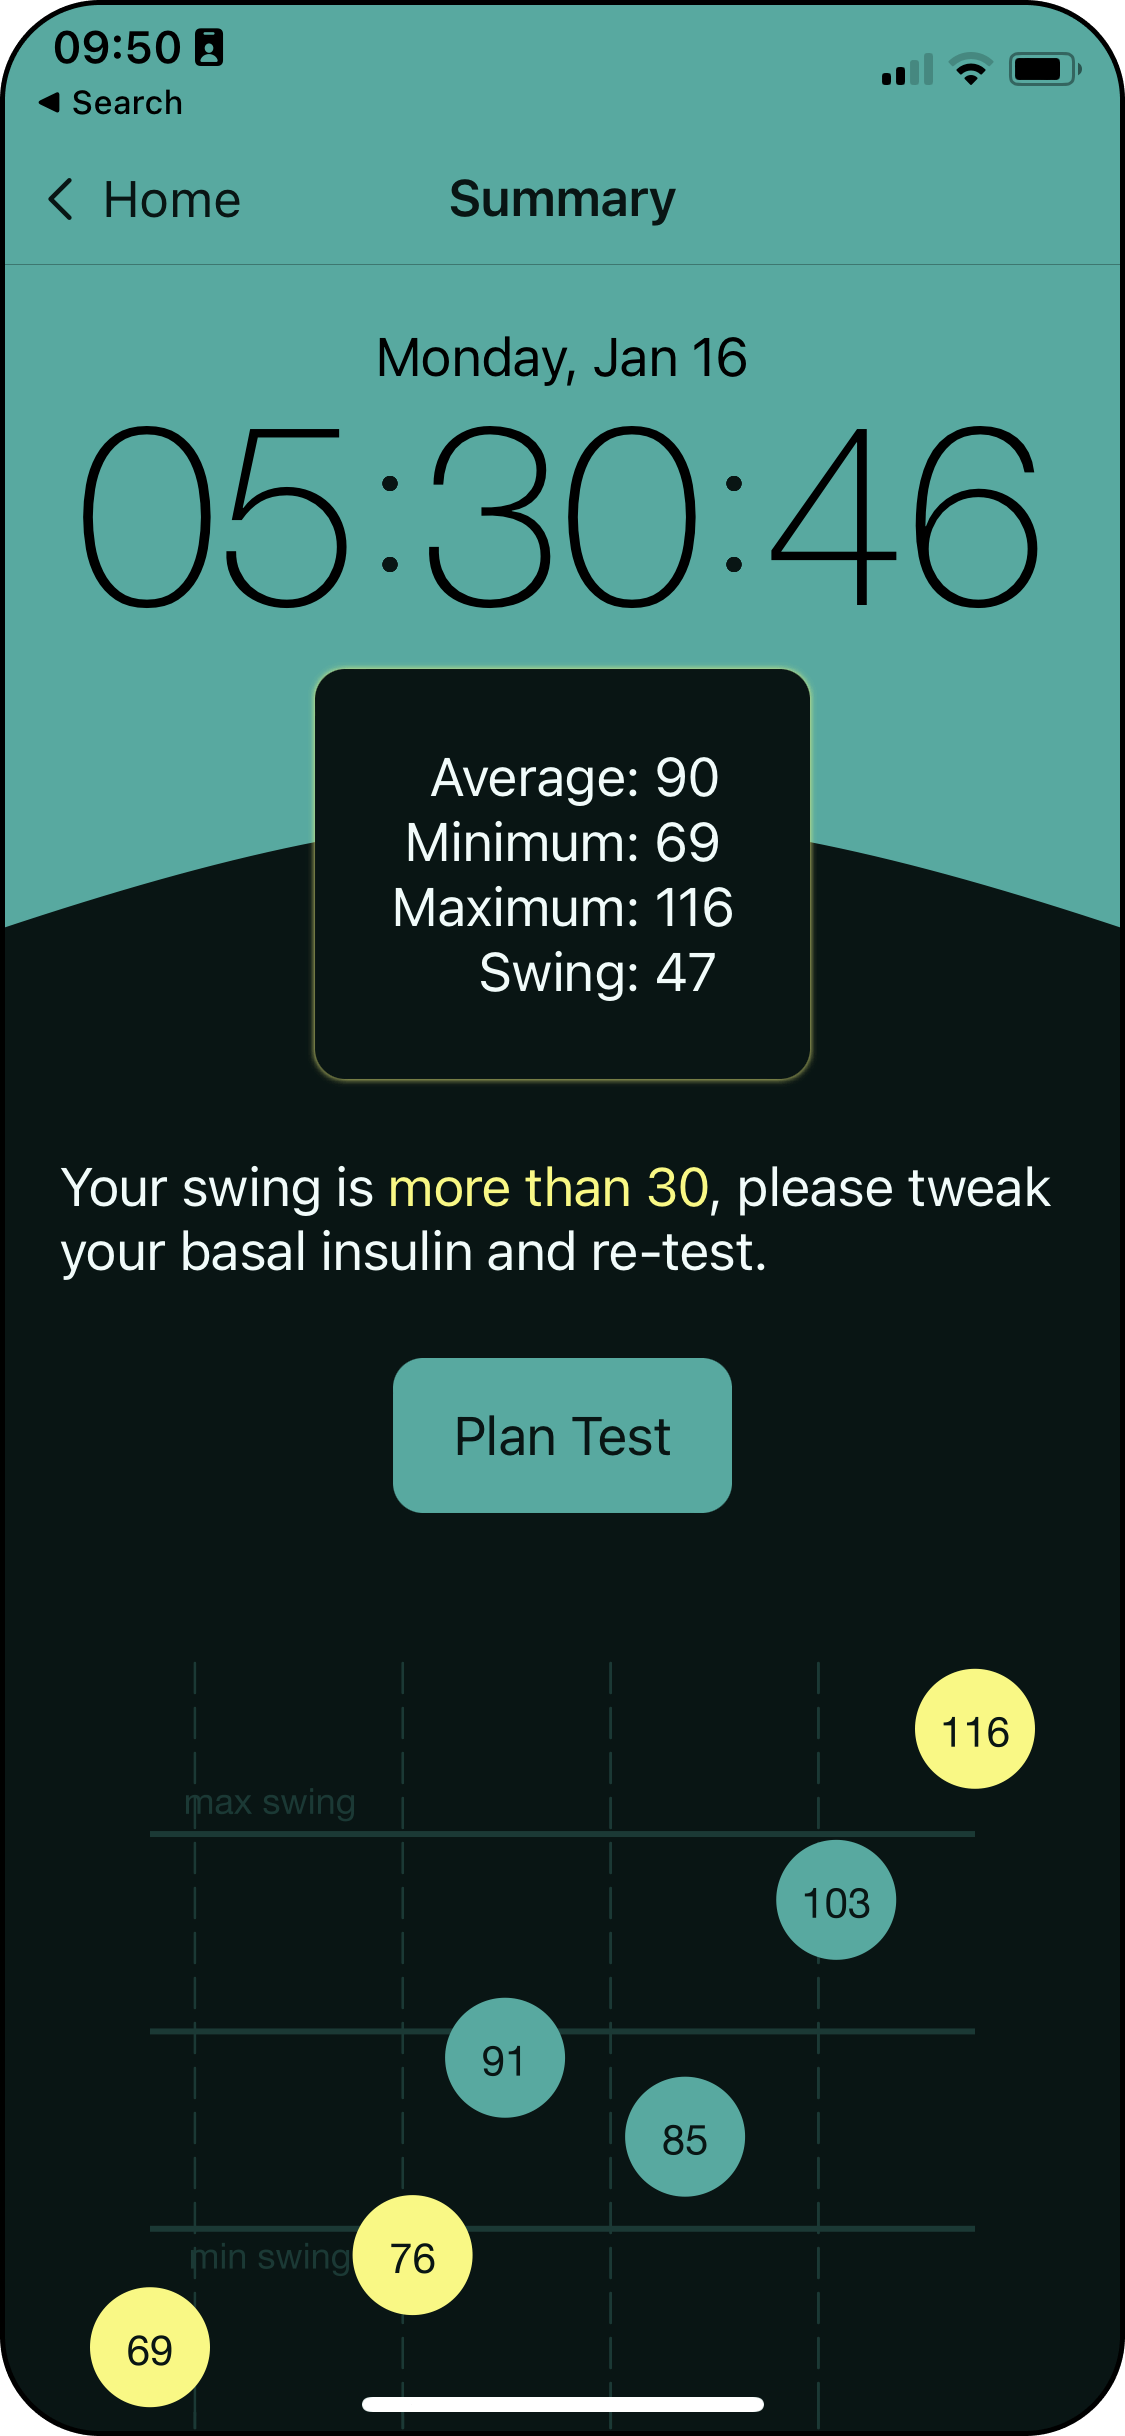 09:50
Search
Home
Summary
Monday, Jan 16
05:30:46
Average: 90
Minimum: 69
Maximum: 116
Swing: 47
Your swing is more than 30, please tweak
your basal insulin and re-test.
Plan Test
116
max swing
103
91
85
76
min swing
69